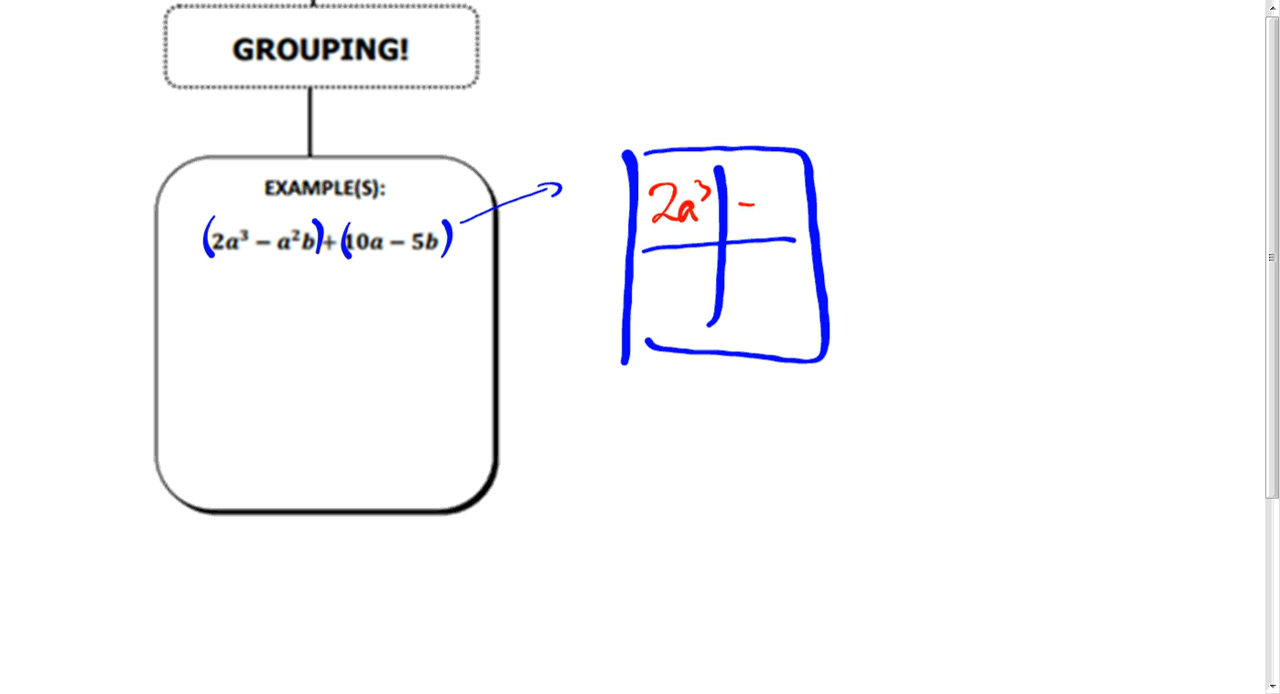 GROUPING!
EXAMPLE(S):
(2a³ − a²b)+(10a − 5b)
2a³ -